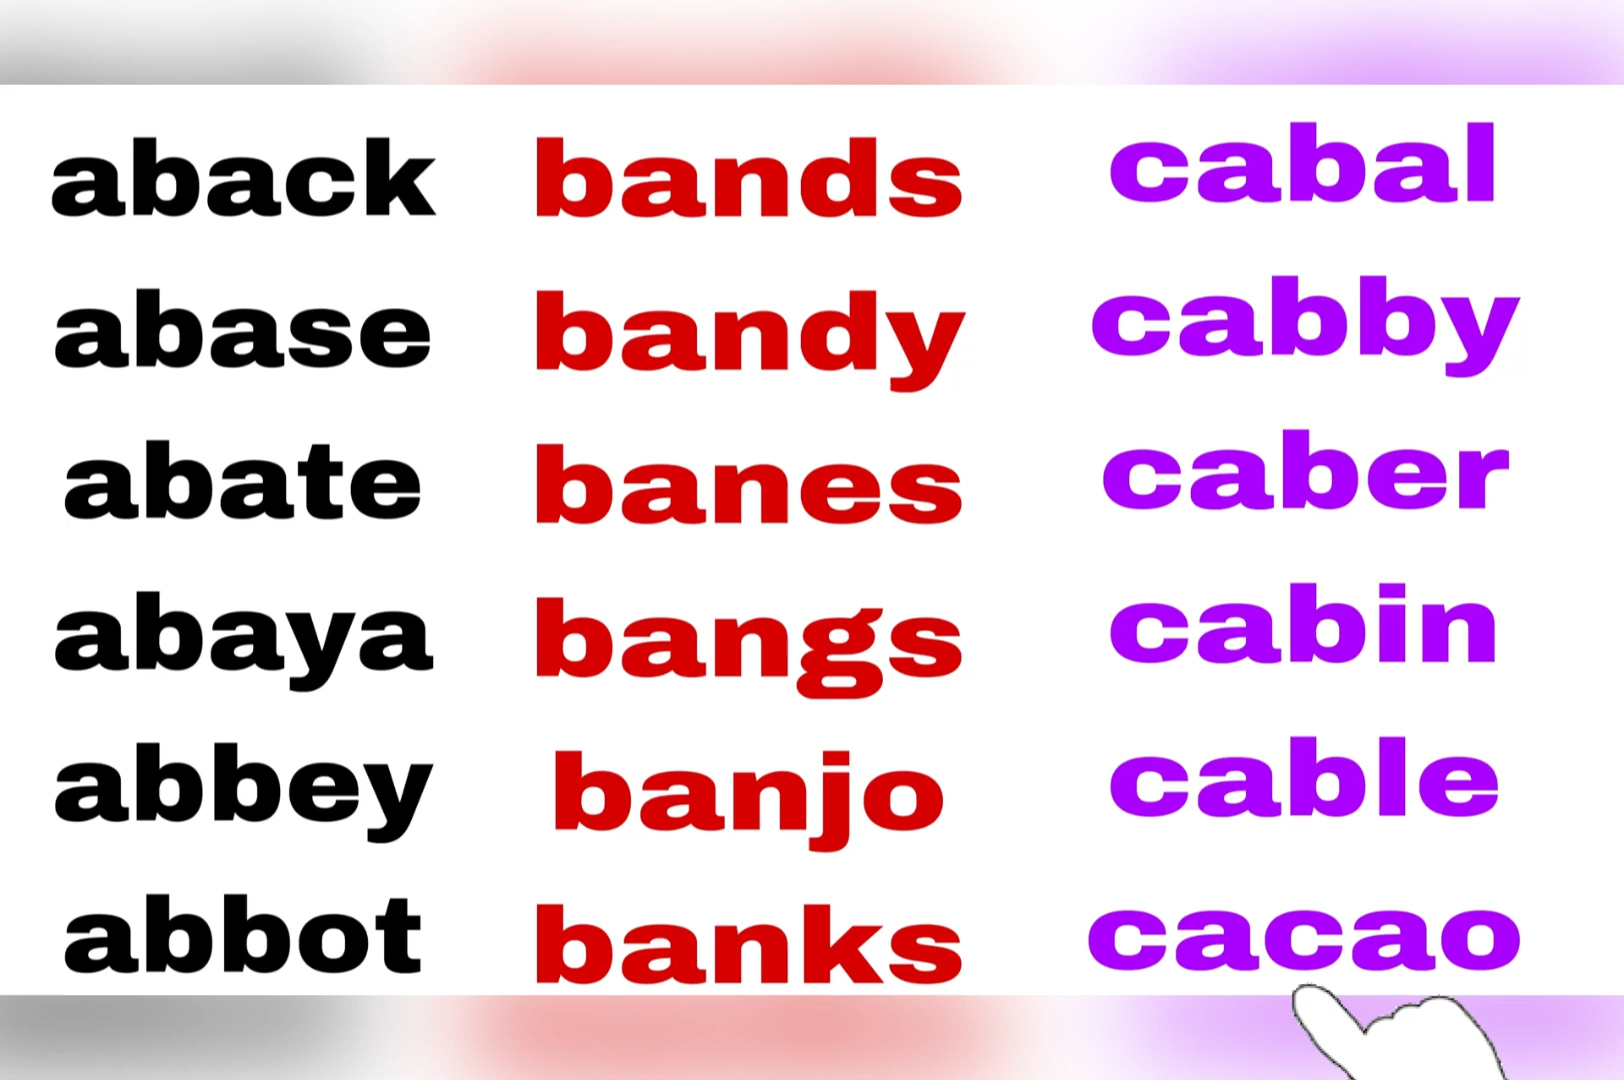 aback bands cabal
abase bandy cabby
abate banes caber
abaya bangs cabin
abbey banjo cable
abbot banks cacao